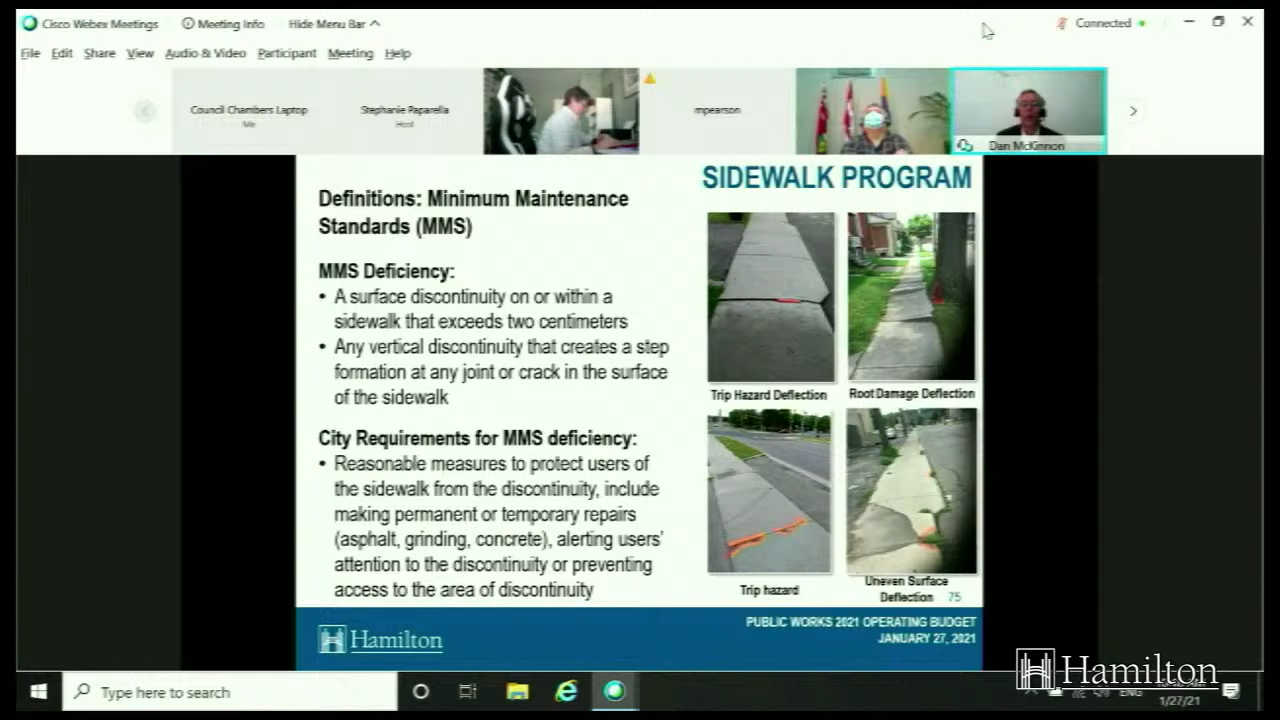 Cisco Webex Meetings
Meeting Info
Hide Menu Bar
Connected
File Edit Share View Audio & Video Participant Meeting Help
Council Chambers Laptop
Me
Stephanie Paparella
Host
mpearson
Dan McKinnon
SIDEWALK PROGRAM
Definitions: Minimum Maintenance
Standards (MMS)
MMS Deficiency:
• A surface discontinuity on or within a
sidewalk that exceeds two centimeters
• Any vertical discontinuity that creates a step
formation at any joint or crack in the surface
of the sidewalk
City Requirements for MMS deficiency:
• Reasonable measures to protect users of
the sidewalk from the discontinuity, include
making permanent or temporary repairs
(asphalt, grinding, concrete), alerting users'
attention to the discontinuity or preventing
access to the area of discontinuity
Trip Hazard Deflection
Root Damage Deflection
Trip hazard
Uneven Surface
Deflection
75
Hamilton
PUBLIC WORKS 2021 OPERATING BUDGET
JANUARY 27, 2021
Hamilton
Type here to search
ENG
1/27/21